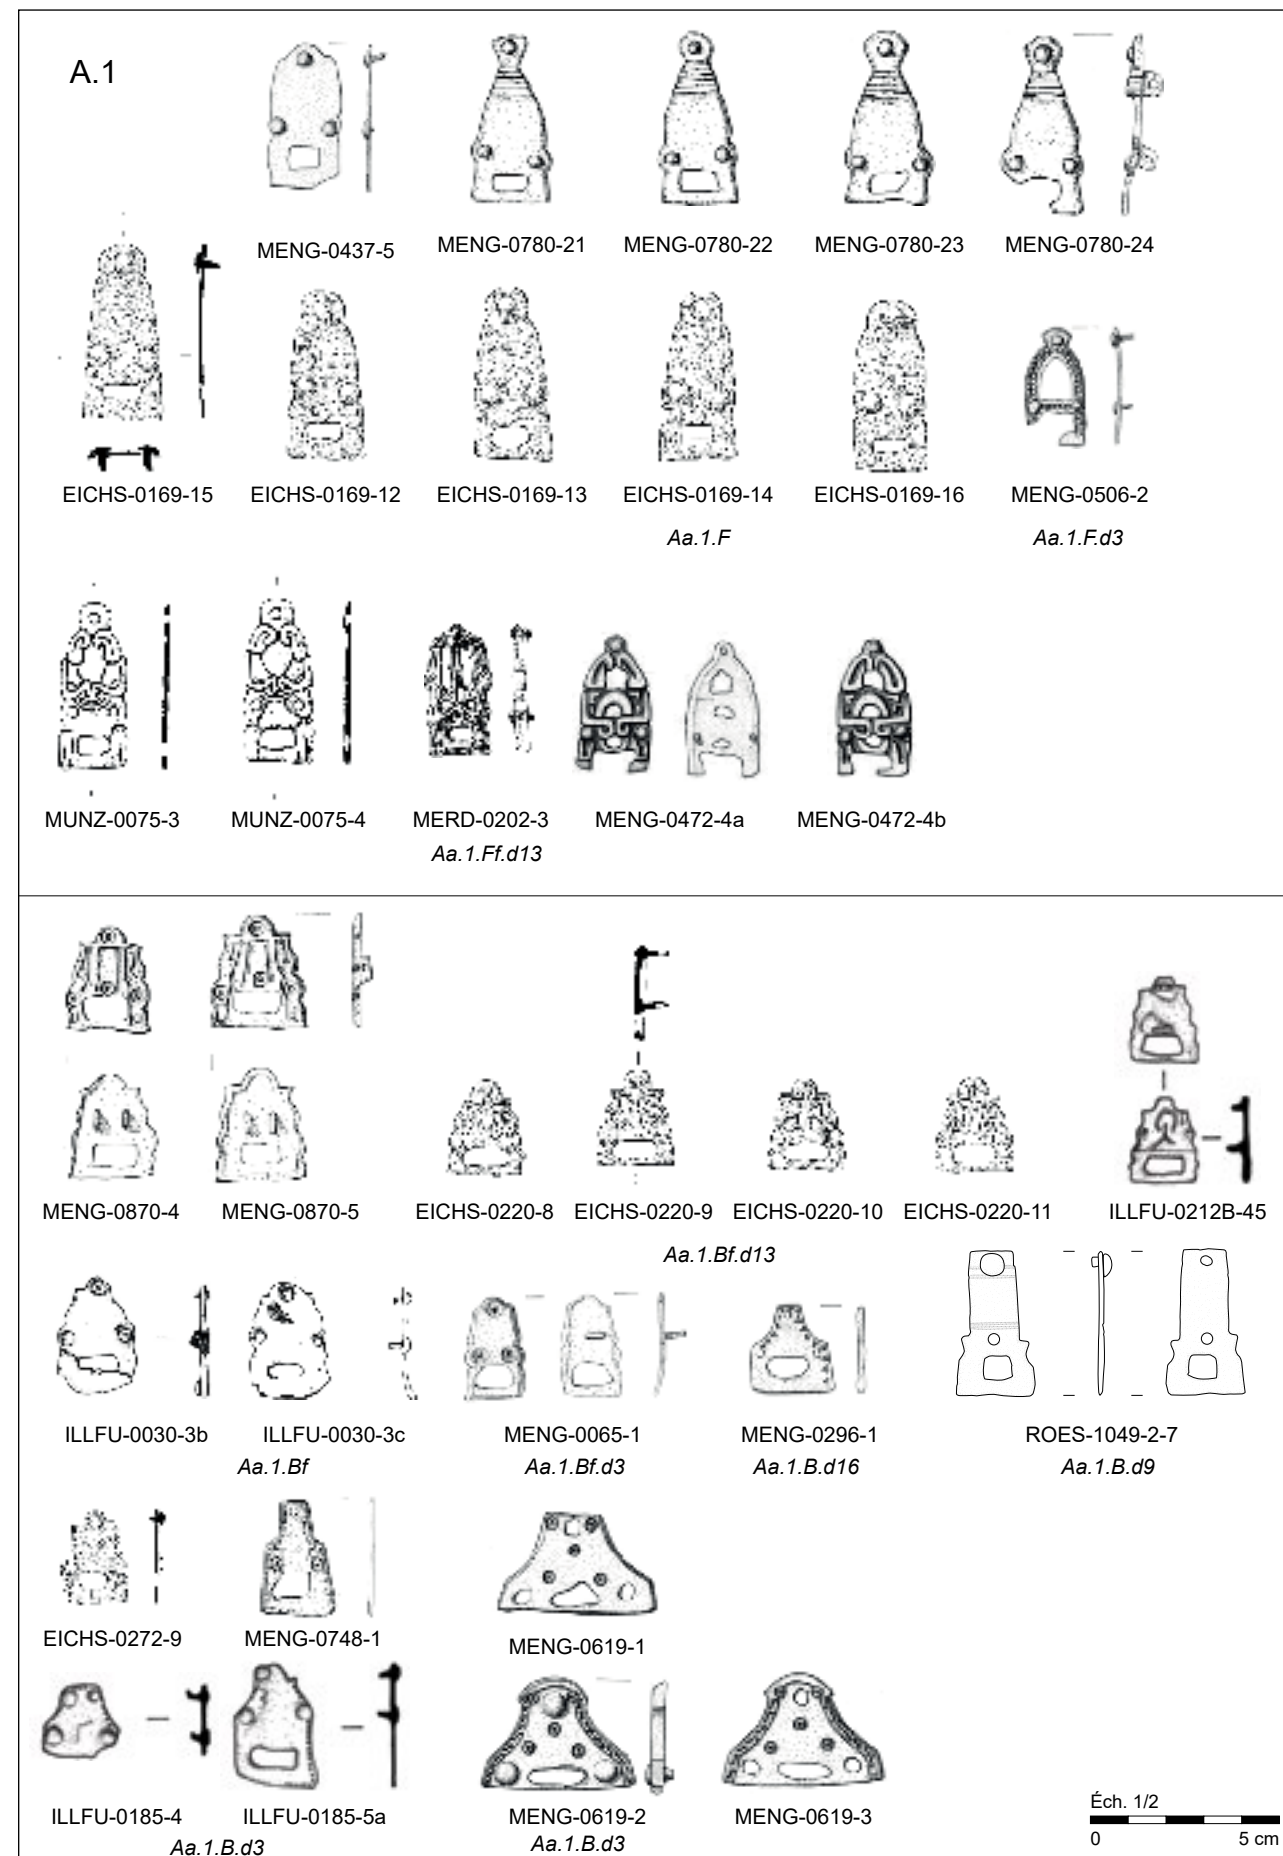 A.1
MENG-0437-5 MENG-0780-21 MENG-0780-22 MENG-0780-23 MENG-0780-24
EICHS-0169-15 EICHS-0169-12 EICHS-0169-13 EICHS-0169-14 EICHS-0169-16 MENG-0506-2
Aa.1.F Aa.1.F.d3
MUNZ-0075-3 MUNZ-0075-4 MERD-0202-3 MENG-0472-4a MENG-0472-4b
Aa.1.Ff.d13
MENG-0870-4 MENG-0870-5 EICHS-0220-8 EICHS-0220-9 EICHS-0220-10 EICHS-0220-11 ILLFU-0212B-45
Aa.1.Bf.d13
ILLFU-0030-3b ILLFU-0030-3c MENG-0065-1 MENG-0296-1 ROES-1049-2-7
Aa.1.Bf Aa.1.Bf.d3 Aa.1.B.d16 Aa.1.B.d9
EICHS-0272-9 MENG-0748-1 MENG-0619-1
ILLFU-0185-4 ILLFU-0185-5a MENG-0619-2 MENG-0619-3
Aa.1.B.d3 Aa.1.B.d3
Éch. 1/2
0 5 cm